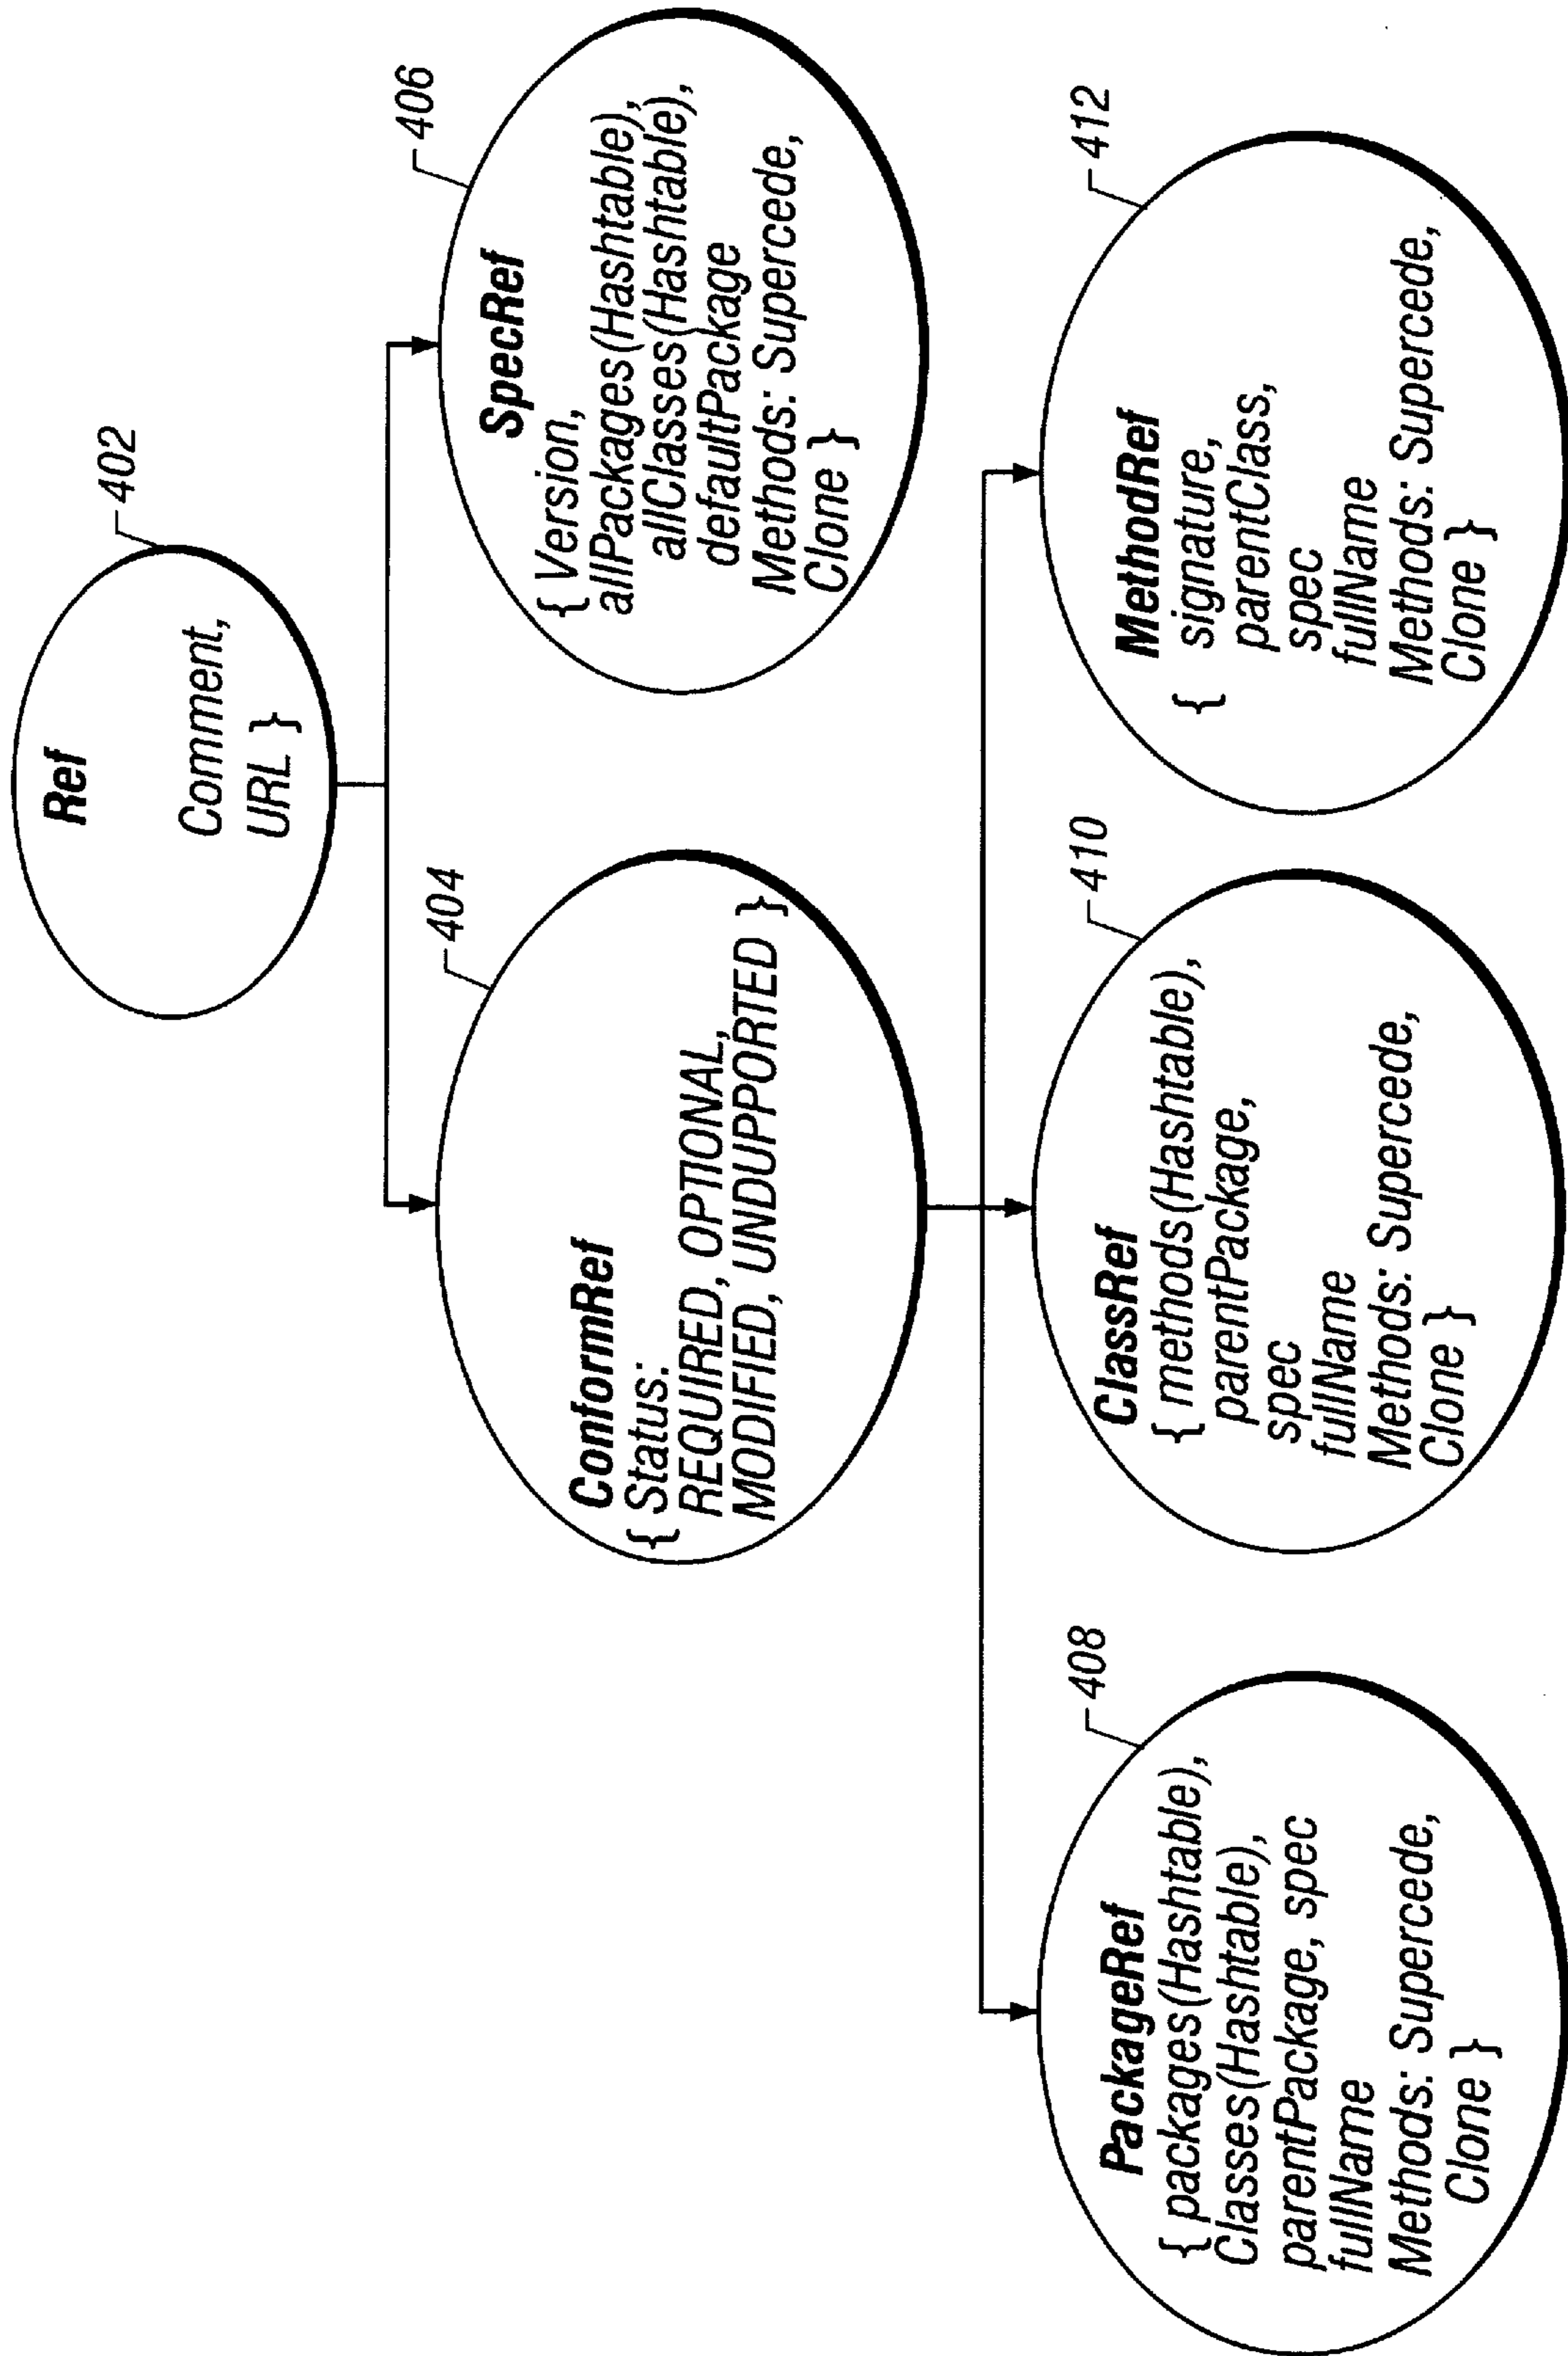 402
Ref
Comment,
URL }
404
ConformRef
{ Status:
REQUIRED, OPTIONAL,
MODIFIED, UNDUPPORTED }
406
SpecRef
{ Version,
allPackages(Hashtable),
allClasses(Hashtable),
defaultPackage
Methods: Supercede,
Clone }
408
PackageRef
{ packages(Hashtable),
Classes(Hashtable),
parentPackage, spec
fullName
Methods: Supercede,
Clone }
410
ClassRef
{ methods(Hashtable),
parentPackage,
spec
fullName
Methods: Supercede,
Clone }
412
MethodRef
{ signature,
parentClass,
spec
fullName
Methods: Supercede,
Clone }